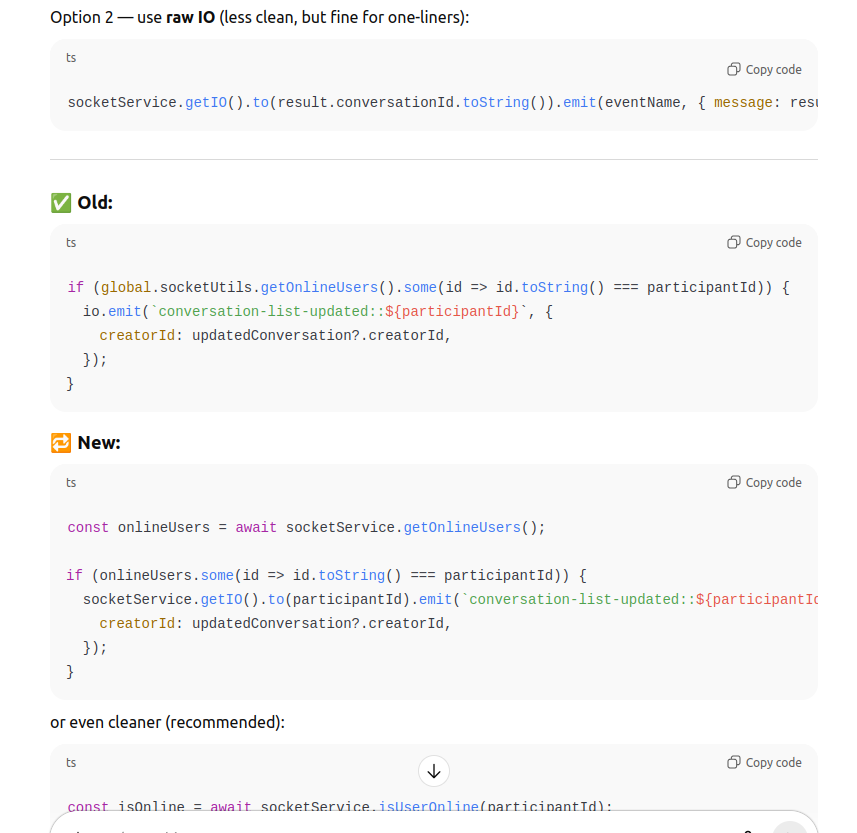 Option 2 — use raw IO (less clean, but fine for one-liners):
ts
Copy code
socketService.getIO().to(result.conversationId.toString()).emit(eventName, { message: resu
✅ Old:
ts
Copy code
if (global.socketUtils.getOnlineUsers().some(id => id.toString() === participantId)) {
  io.emit(`conversation-list-updated::${participantId}`, {
    creatorId: updatedConversation?.creatorId,
  });
}
🔁 New:
ts
Copy code
const onlineUsers = await socketService.getOnlineUsers();
if (onlineUsers.some(id => id.toString() === participantId)) {
  socketService.getIO().to(participantId).emit(`conversation-list-updated::${participantId
    creatorId: updatedConversation?.creatorId,
  });
}
or even cleaner (recommended):
ts
Copy code
const isOnline = await socketService.isUserOnline(participantId);